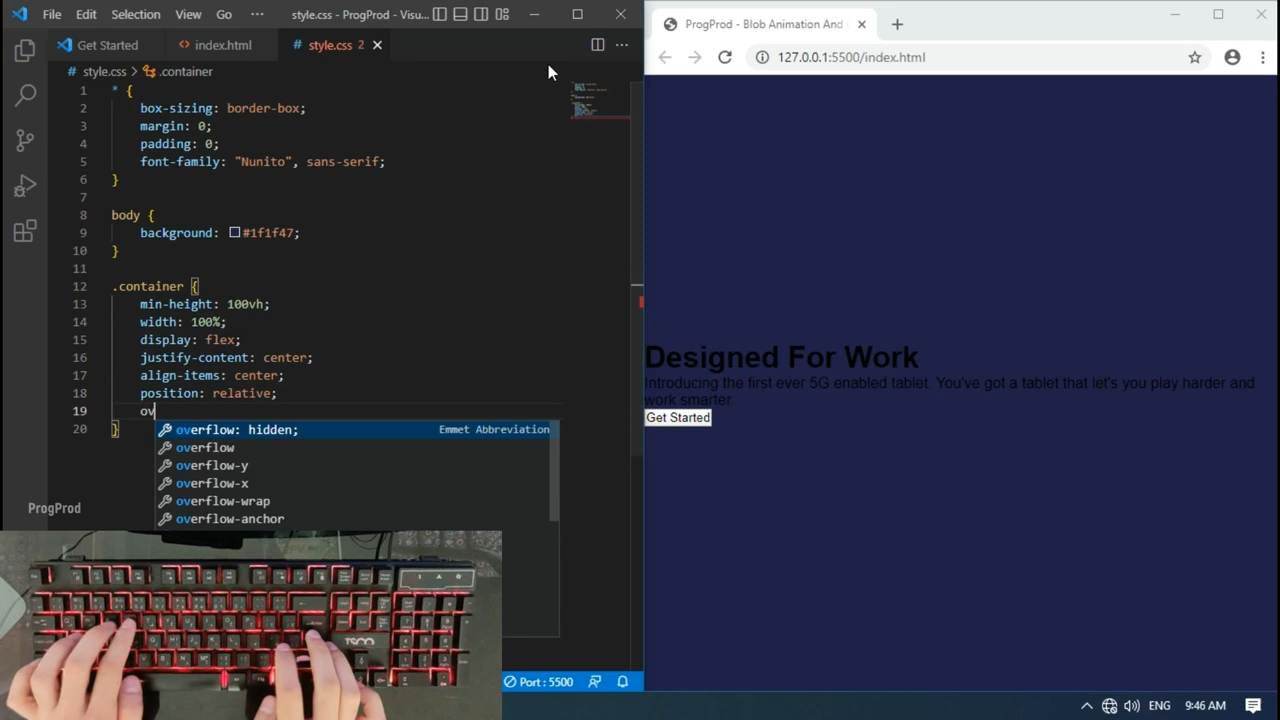 File Edit Selection View Go ··· style.css - ProgProd - Visu...
Get Started index.html style.css 2
style.css > .container
1 * {
2 box-sizing: border-box;
3 margin: 0;
4 padding: 0;
5 font-family: "Nunito", sans-serif;
6 }
7
8 body {
9 background: #1f1f47;
10 }
11
12 .container {
13 min-height: 100vh;
14 width: 100%;
15 display: flex;
16 justify-content: center;
17 align-items: center;
18 position: relative;
19 ov
20 }
overflow: hidden; Emmet Abbreviation
overflow
overflow-y
overflow-x
overflow-wrap
overflow-anchor
ProgProd
TSCO
Port : 5500
ProgProd - Blob Animation And
127.0.0.1:5500/index.html
Designed For Work
Introducing the first ever 5G enabled tablet. You've got a tablet that let's you play harder and
work smarter.
Get Started
ENG 9:46 AM